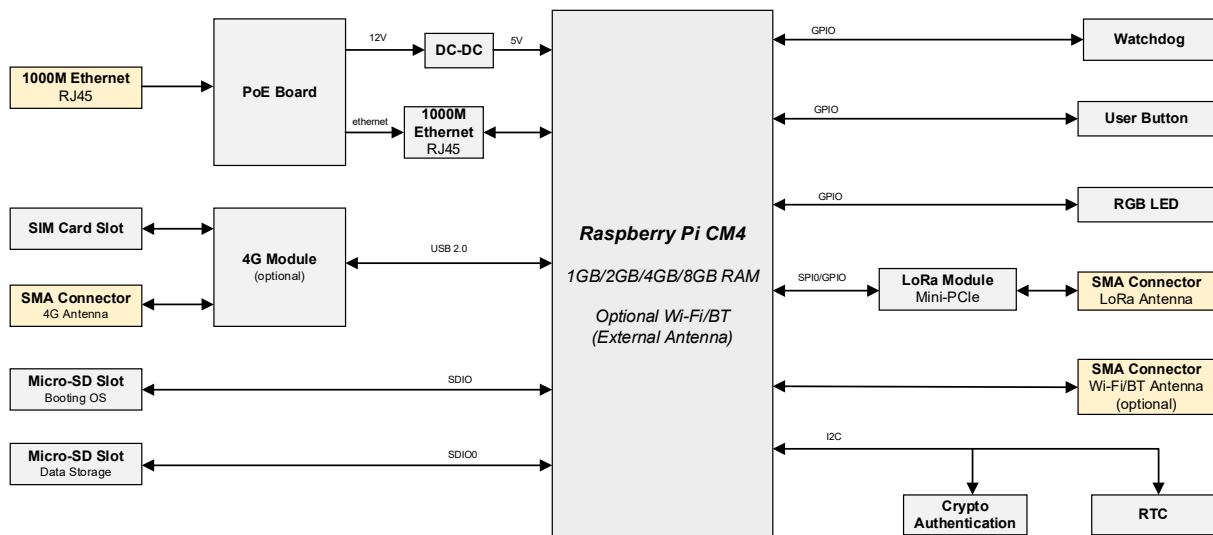 1000M Ethernet
RJ45
PoE Board
12V
DC-DC
5V
ethernet
1000M
Ethernet
RJ45
SIM Card Slot
SMA Connector
4G Antenna
4G Module
(optional)
USB 2.0
Micro-SD Slot
Booting OS
SDIO
Micro-SD Slot
Data Storage
SDIO0
Raspberry Pi CM4
1GB/2GB/4GB/8GB RAM
Optional Wi-Fi/BT
(External Antenna)
GPIO
Watchdog
GPIO
User Button
GPIO
RGB LED
SPI0/GPIO
LoRa Module
Mini-PCIe
SMA Connector
LoRa Antenna
SMA Connector
Wi-Fi/BT Antenna
(optional)
I2C
Crypto
Authentication
RTC